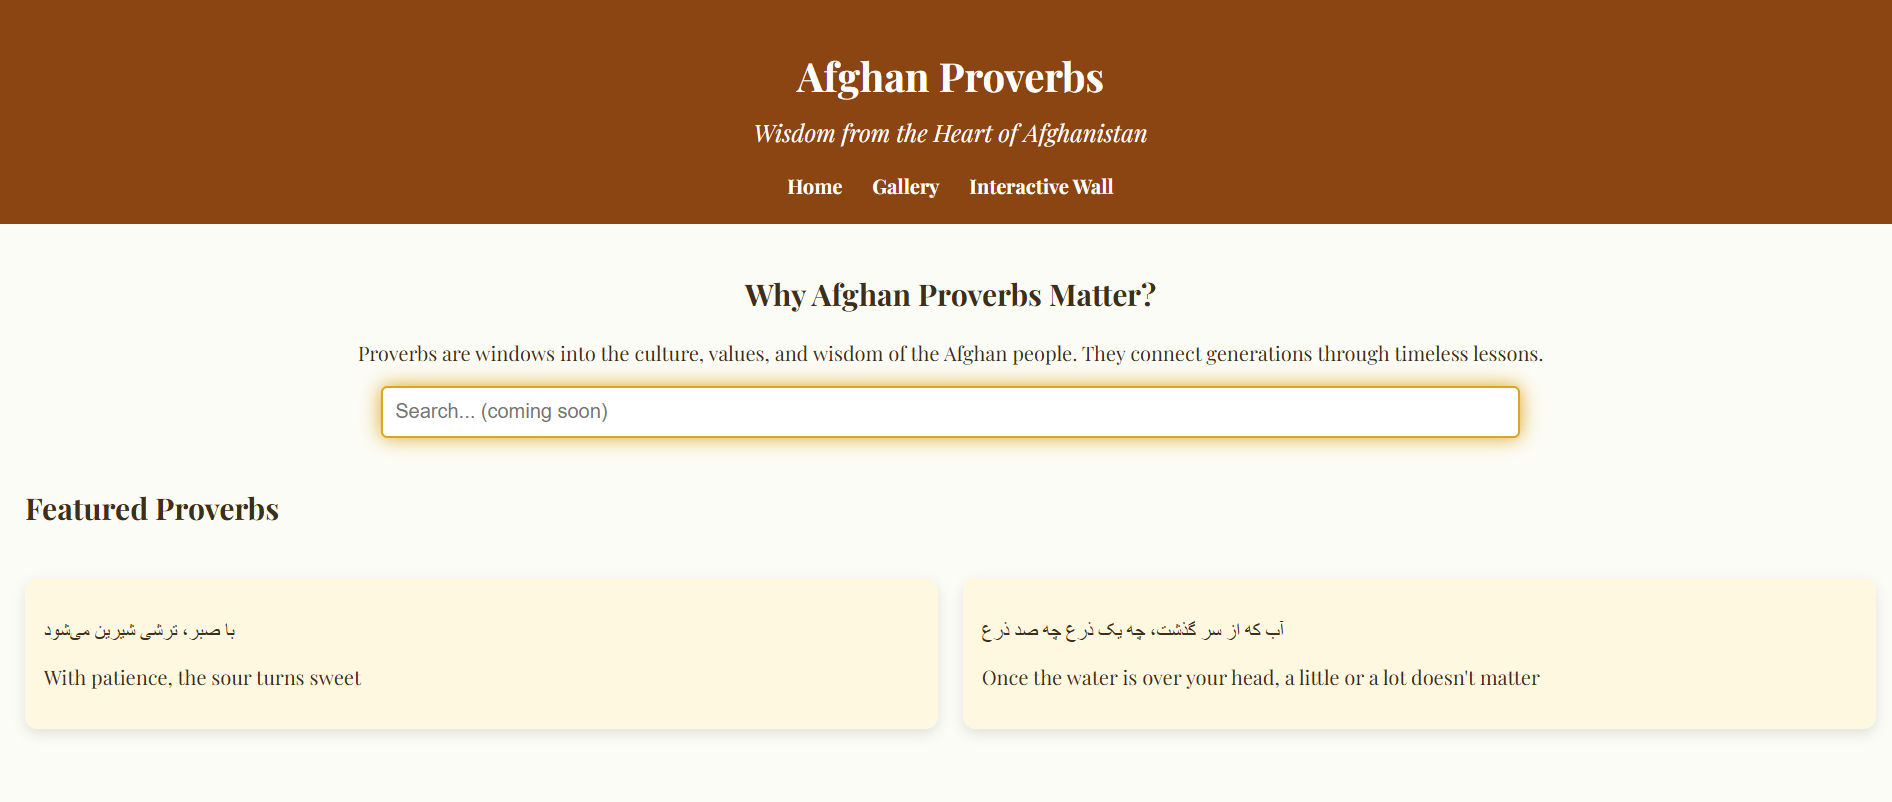 Afghan Proverbs
Wisdom from the Heart of Afghanistan
Home Gallery Interactive Wall
Why Afghan Proverbs Matter?
Proverbs are windows into the culture, values, and wisdom of the Afghan people. They connect generations through timeless lessons.
Search... (coming soon)
Featured Proverbs
با صبر، ترشی شیرین می‌شود
With patience, the sour turns sweet
آب که از سر گذشت، چه یک ذرع چه صد ذرع
Once the water is over your head, a little or a lot doesn't matter